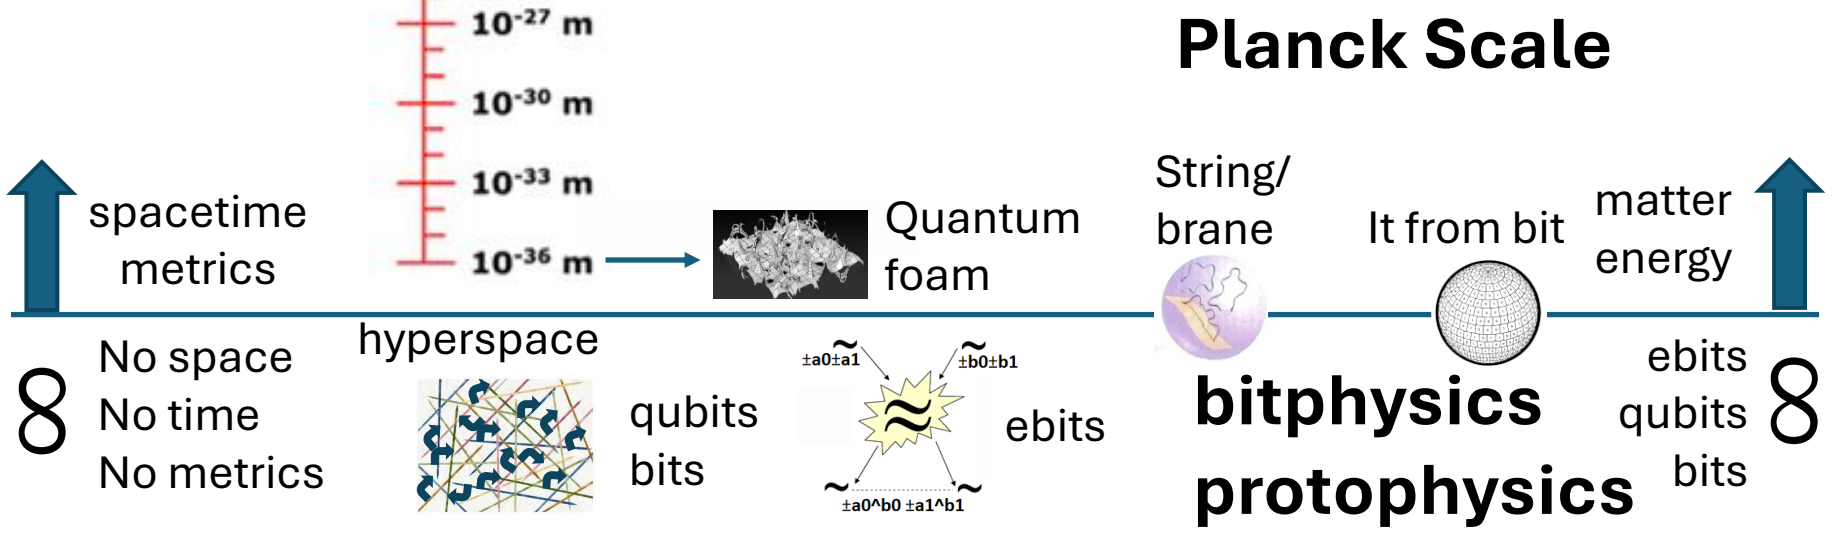 10⁻²⁷ m
Planck Scale
10⁻³⁰ m
10⁻³³ m
10⁻³⁶ m
spacetime
metrics
Quantum
foam
String/
brane
It from bit
matter
energy
∞
No space
No time
No metrics
hyperspace
qubits
bits
~
±a0±a1
~
±b0±b1
≈
~
~
±a0^b0 ±a1^b1
ebits
bitphysics
protophysics
ebits
qubits
bits
∞